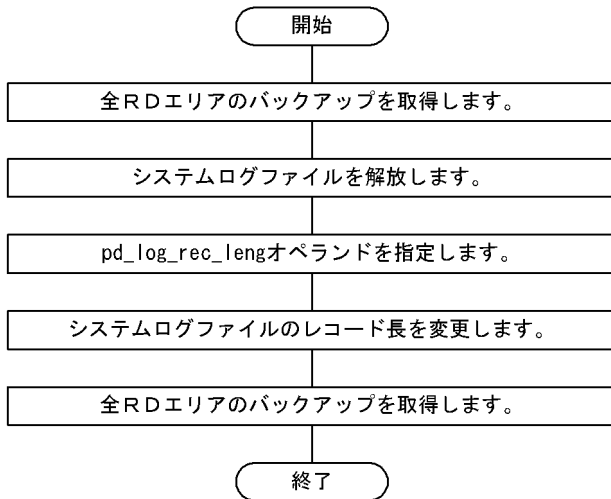 開始
全ＲＤエリアのバックアップを取得します。
システムログファイルを解放します。
pd_log_rec_lengオペランドを指定します。
システムログファイルのレコード長を変更します。
全ＲＤエリアのバックアップを取得します。
終了